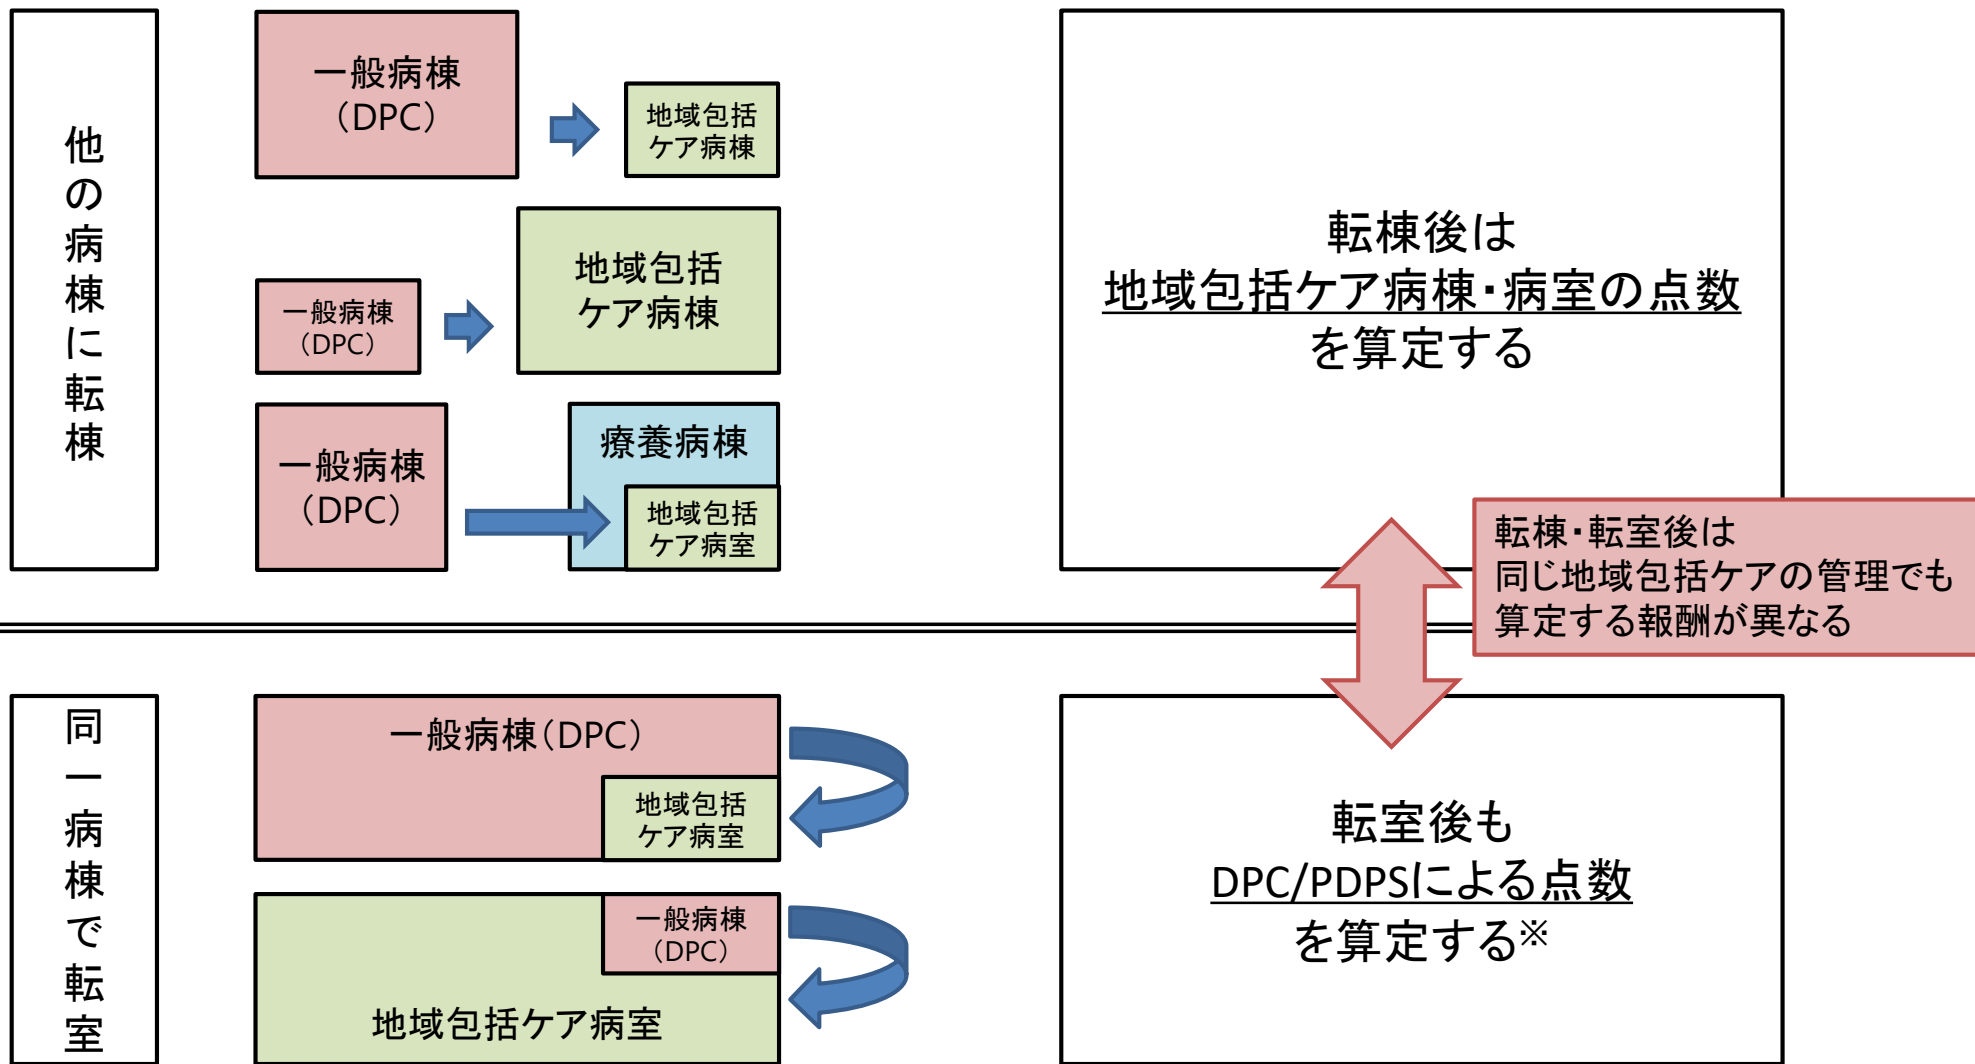 他の病棟に転棟
一般病棟
（DPC）
地域包括
ケア病棟
一般病棟
（DPC）
地域包括
ケア病棟
一般病棟
（DPC）
療養病棟
地域包括
ケア病室
転棟後は
地域包括ケア病棟・病室の点数
を算定する
転棟・転室後は
同じ地域包括ケアの管理でも
算定する報酬が異なる
同一病棟で転室
一般病棟（DPC）
地域包括
ケア病室
一般病棟
（DPC）
地域包括ケア病室
転室後も
DPC/PDPSによる点数
を算定する※